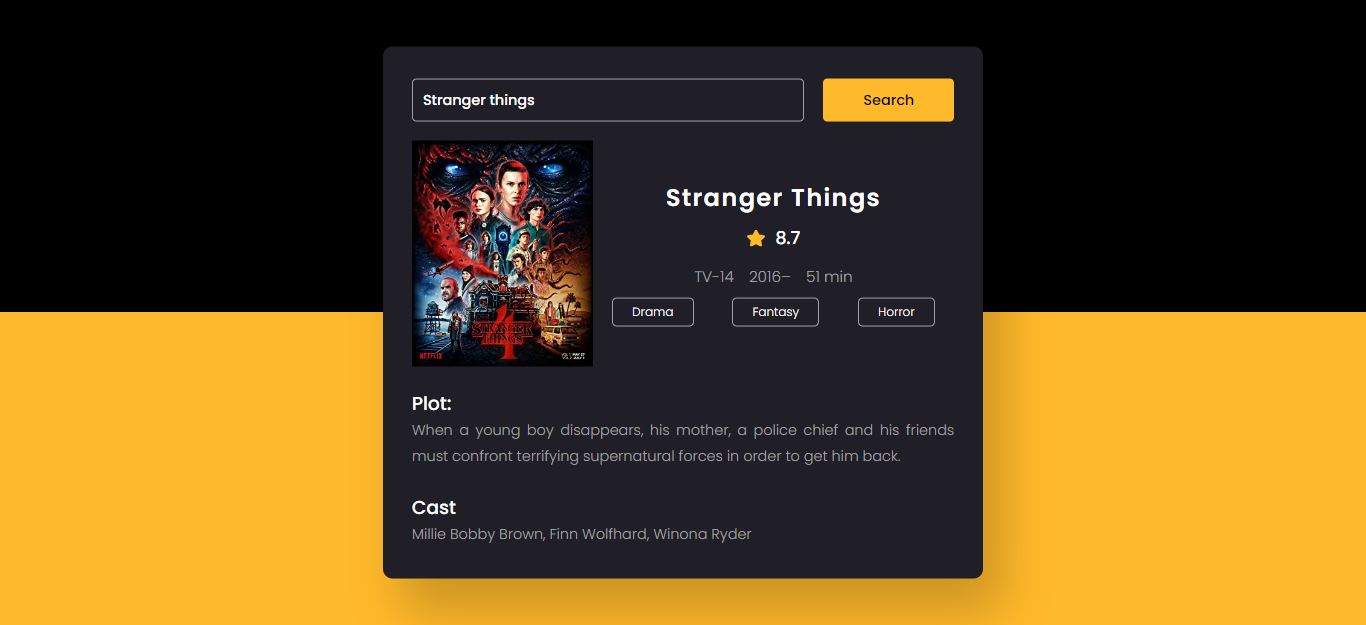 Stranger things
Search
STRANGER
THINGS
4
NETFLIX
Stranger Things
8.7
TV-14 2016– 51 min
Drama Fantasy Horror
Plot:
When a young boy disappears, his mother, a police chief and his friends
must confront terrifying supernatural forces in order to get him back.
Cast
Millie Bobby Brown, Finn Wolfhard, Winona Ryder